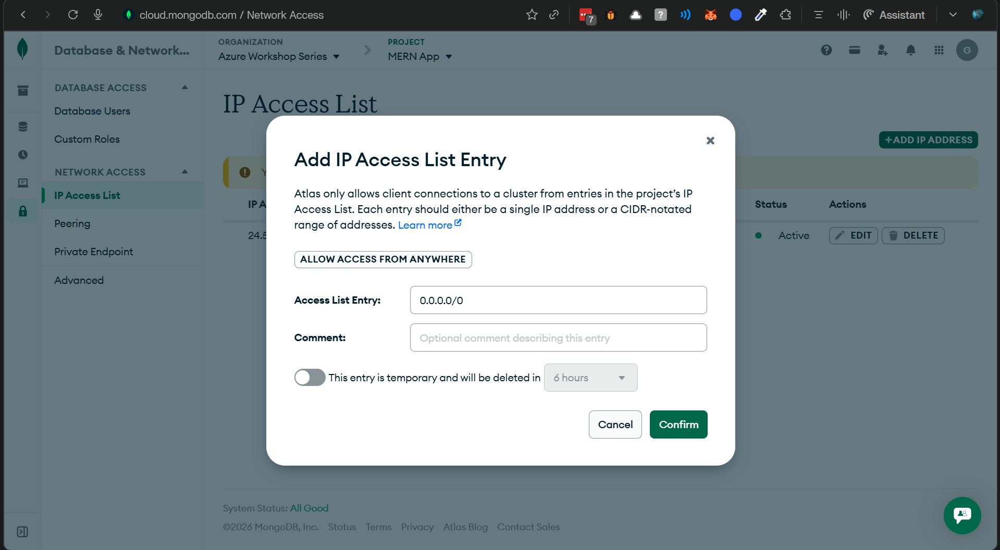 cloud.mongodb.com / Network Access
7
?
Assistant
Database & Network...
ORGANIZATION
Azure Workshop Series
PROJECT
MERN App
?
G
DATABASE ACCESS
Database Users
Custom Roles
NETWORK ACCESS
IP Access List
Peering
Private Endpoint
Advanced
IP Access List
+ADD IP ADDRESS
Y
IP A
Status
Actions
24.5
Active
EDIT
DELETE
Add IP Access List Entry
Atlas only allows client connections to a cluster from entries in the project’s IP
Access List. Each entry should either be a single IP address or a CIDR-notated
range of addresses. Learn more
ALLOW ACCESS FROM ANYWHERE
Access List Entry:
0.0.0.0/0
Comment:
Optional comment describing this entry
This entry is temporary and will be deleted in
6 hours
Cancel
Confirm
System Status: All Good
©2026 MongoDB, Inc. Status Terms Privacy Atlas Blog Contact Sales